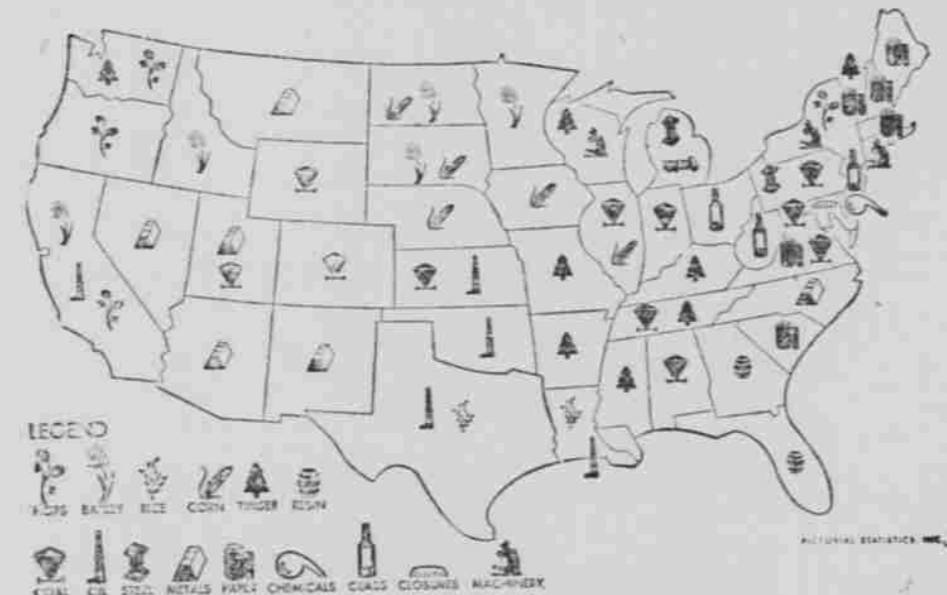 LEGEND
HOPS BARLEY RICE CORN TIMBER RESIN
COAL OIL STEEL METALS PAPER CHEMICALS GLASS CLOSURES MACHINERY
PICTORIAL STATISTICS, INC.